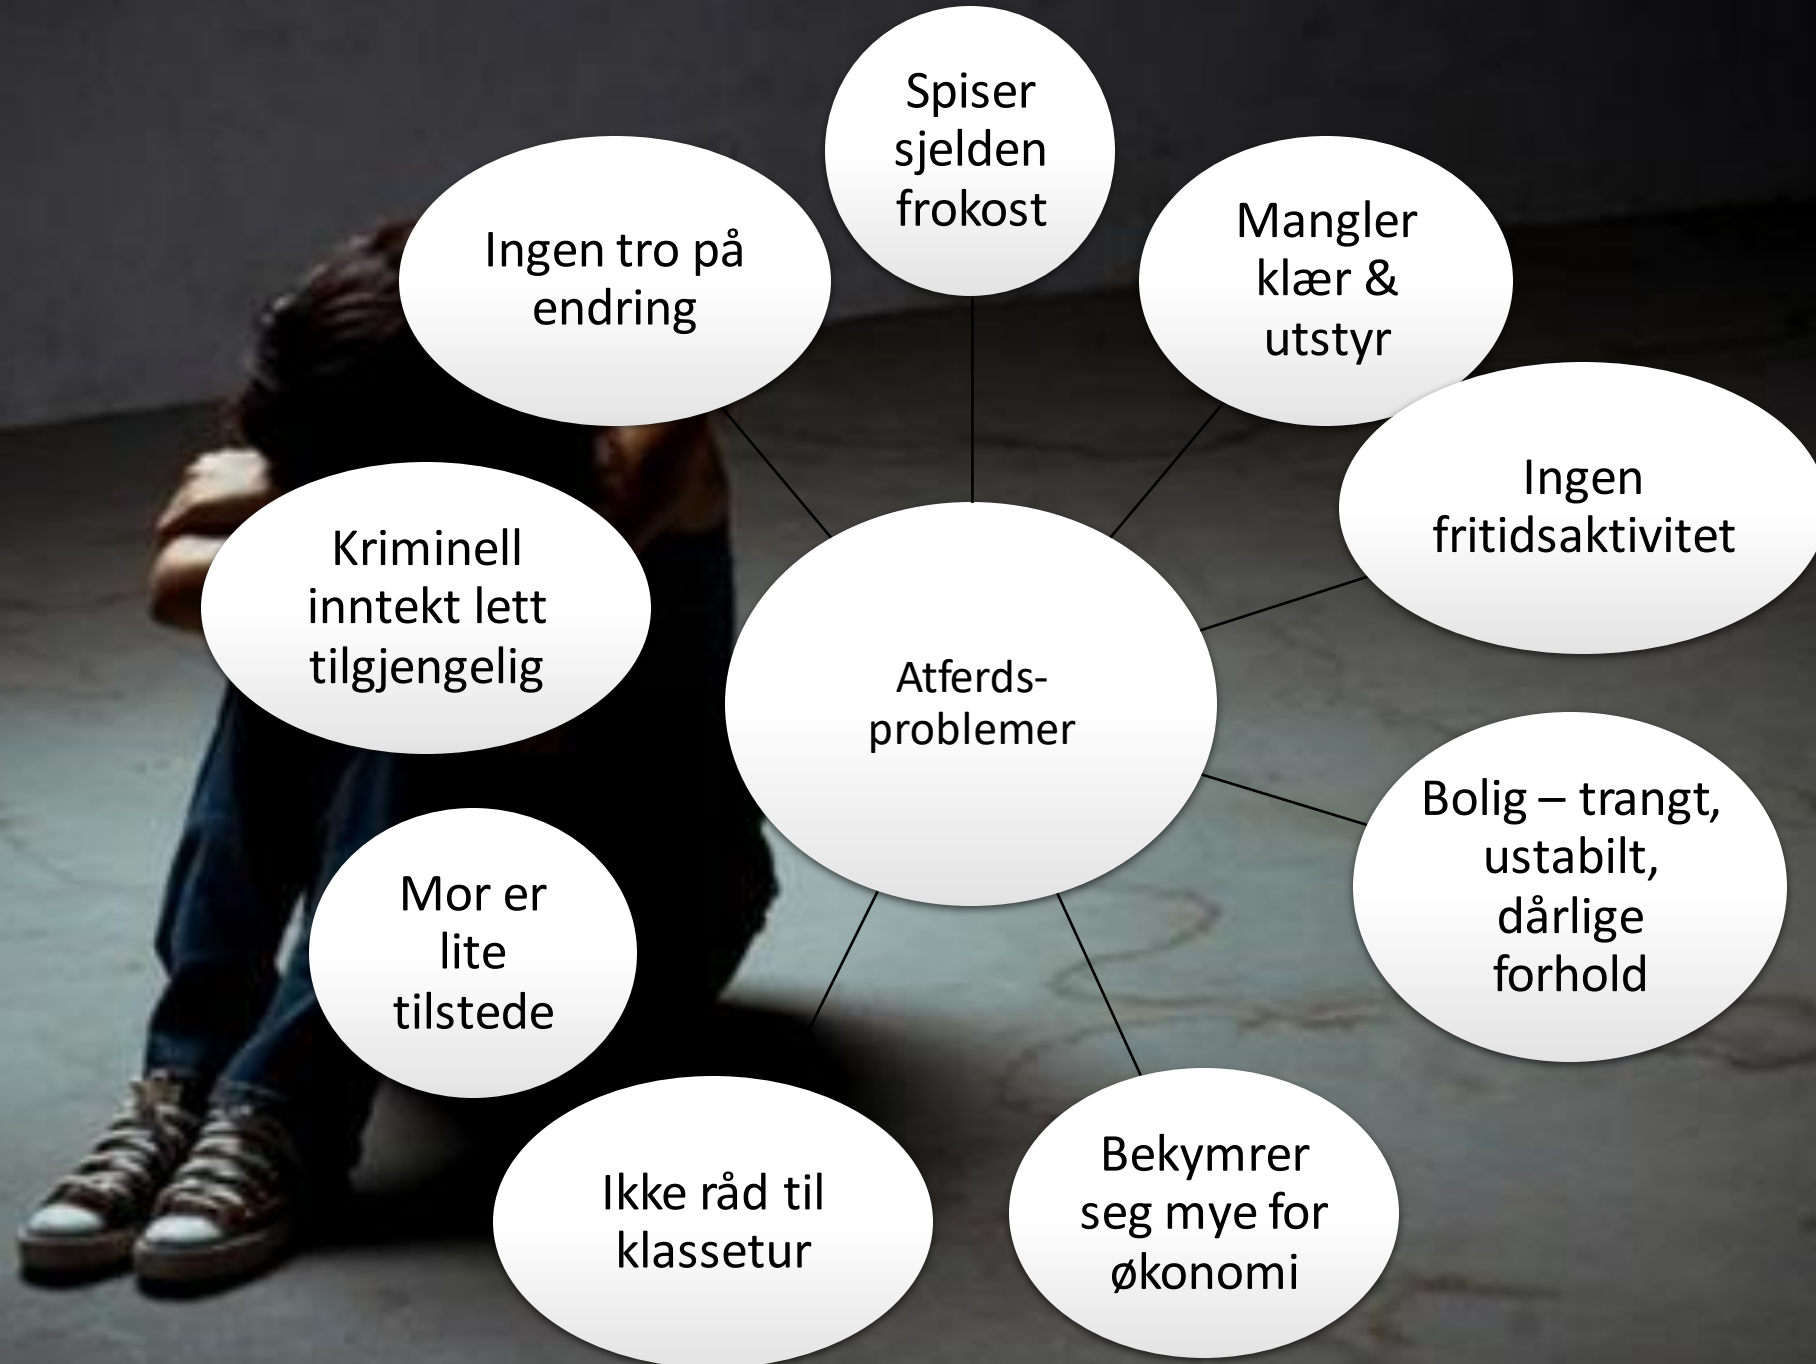 Spiser
sjelden
frokost
Mangler
klær &
utstyr
Ingen
fritidsaktivitet
Bolig – trangt,
ustabilt,
dårlige
forhold
Bekymrer
seg mye for
økonomi
Ikke råd til
klassetur
Mor er
lite
tilstede
Kriminell
inntekt lett
tilgjengelig
Ingen tro på
endring
Atferds-
problemer